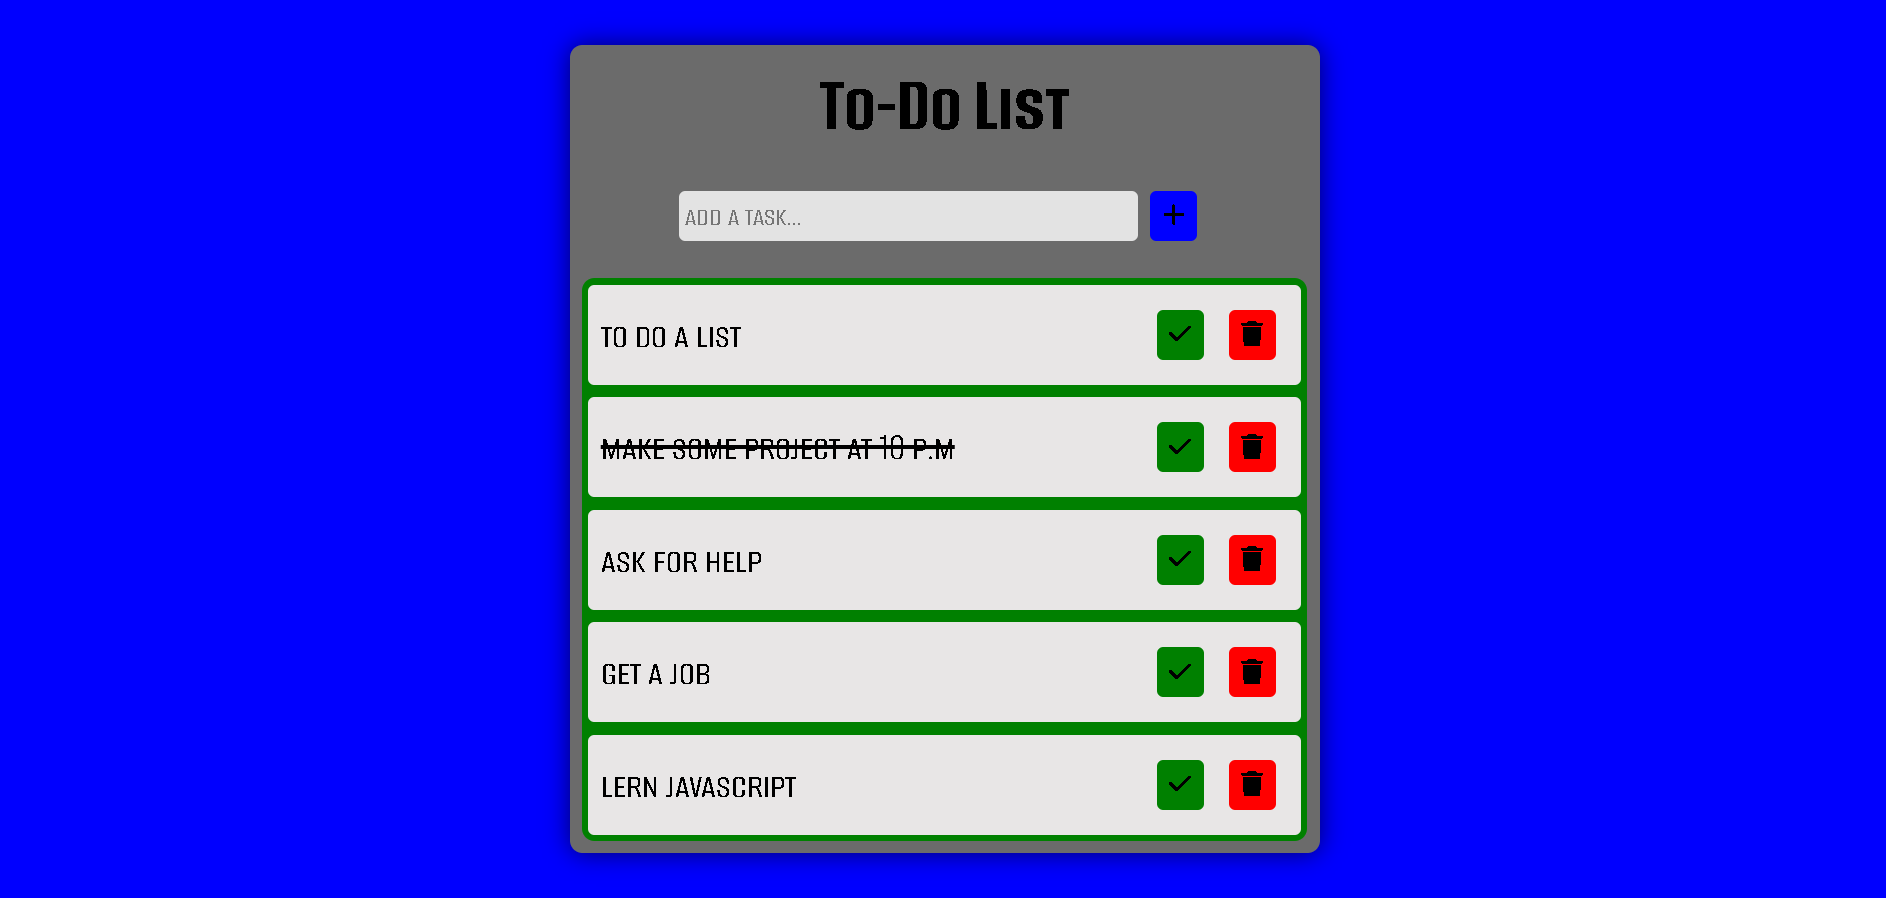 To-Do List
ADD A TASK...
TO DO A LIST
MAKE SOME PROJECT AT 10 P.M
ASK FOR HELP
GET A JOB
LERN JAVASCRIPT